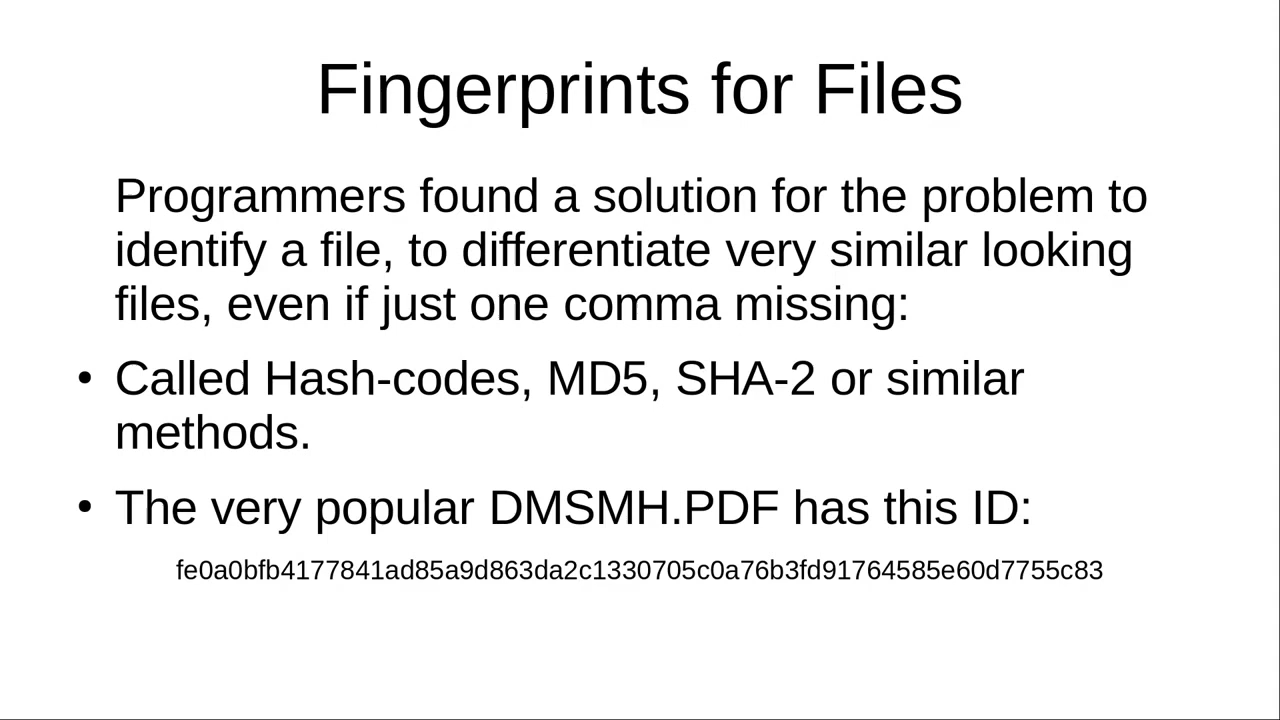 Fingerprints for Files
Programmers found a solution for the problem to
identify a file, to differentiate very similar looking
files, even if just one comma missing:
• Called Hash-codes, MD5, SHA-2 or similar
methods.
• The very popular DMSMH.PDF has this ID:
fe0a0bfb4177841ad85a9d863da2c1330705c0a76b3fd91764585e60d7755c83